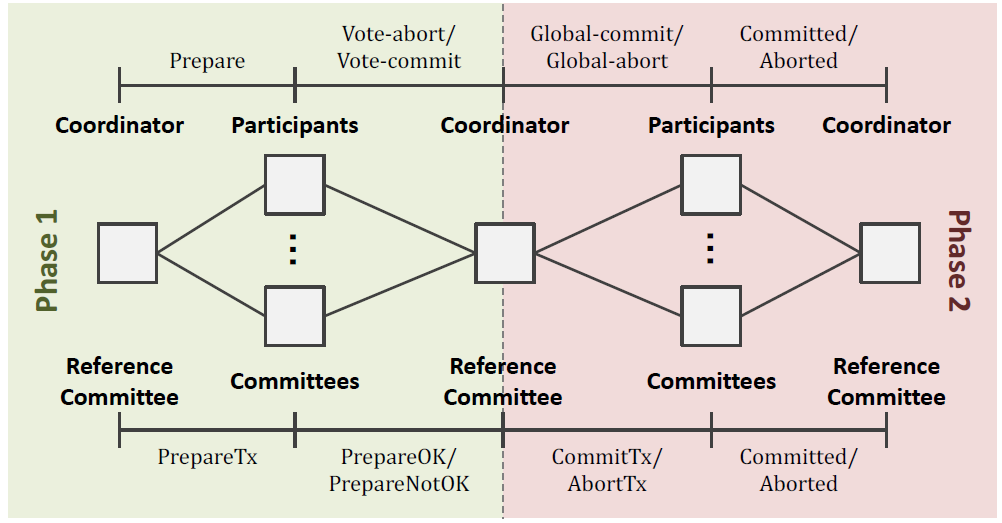 Vote-abort/
Vote-commit
Global-commit/
Global-abort
Committed/
Aborted
Prepare
Coordinator
Participants
Coordinator
Participants
Coordinator
Phase 1
...
...
Phase 2
Reference
Committee
Committees
Reference
Committee
Committees
Reference
Committee
PrepareTx
PrepareOK/
PrepareNotOK
CommitTx/
AbortTx
Committed/
Aborted